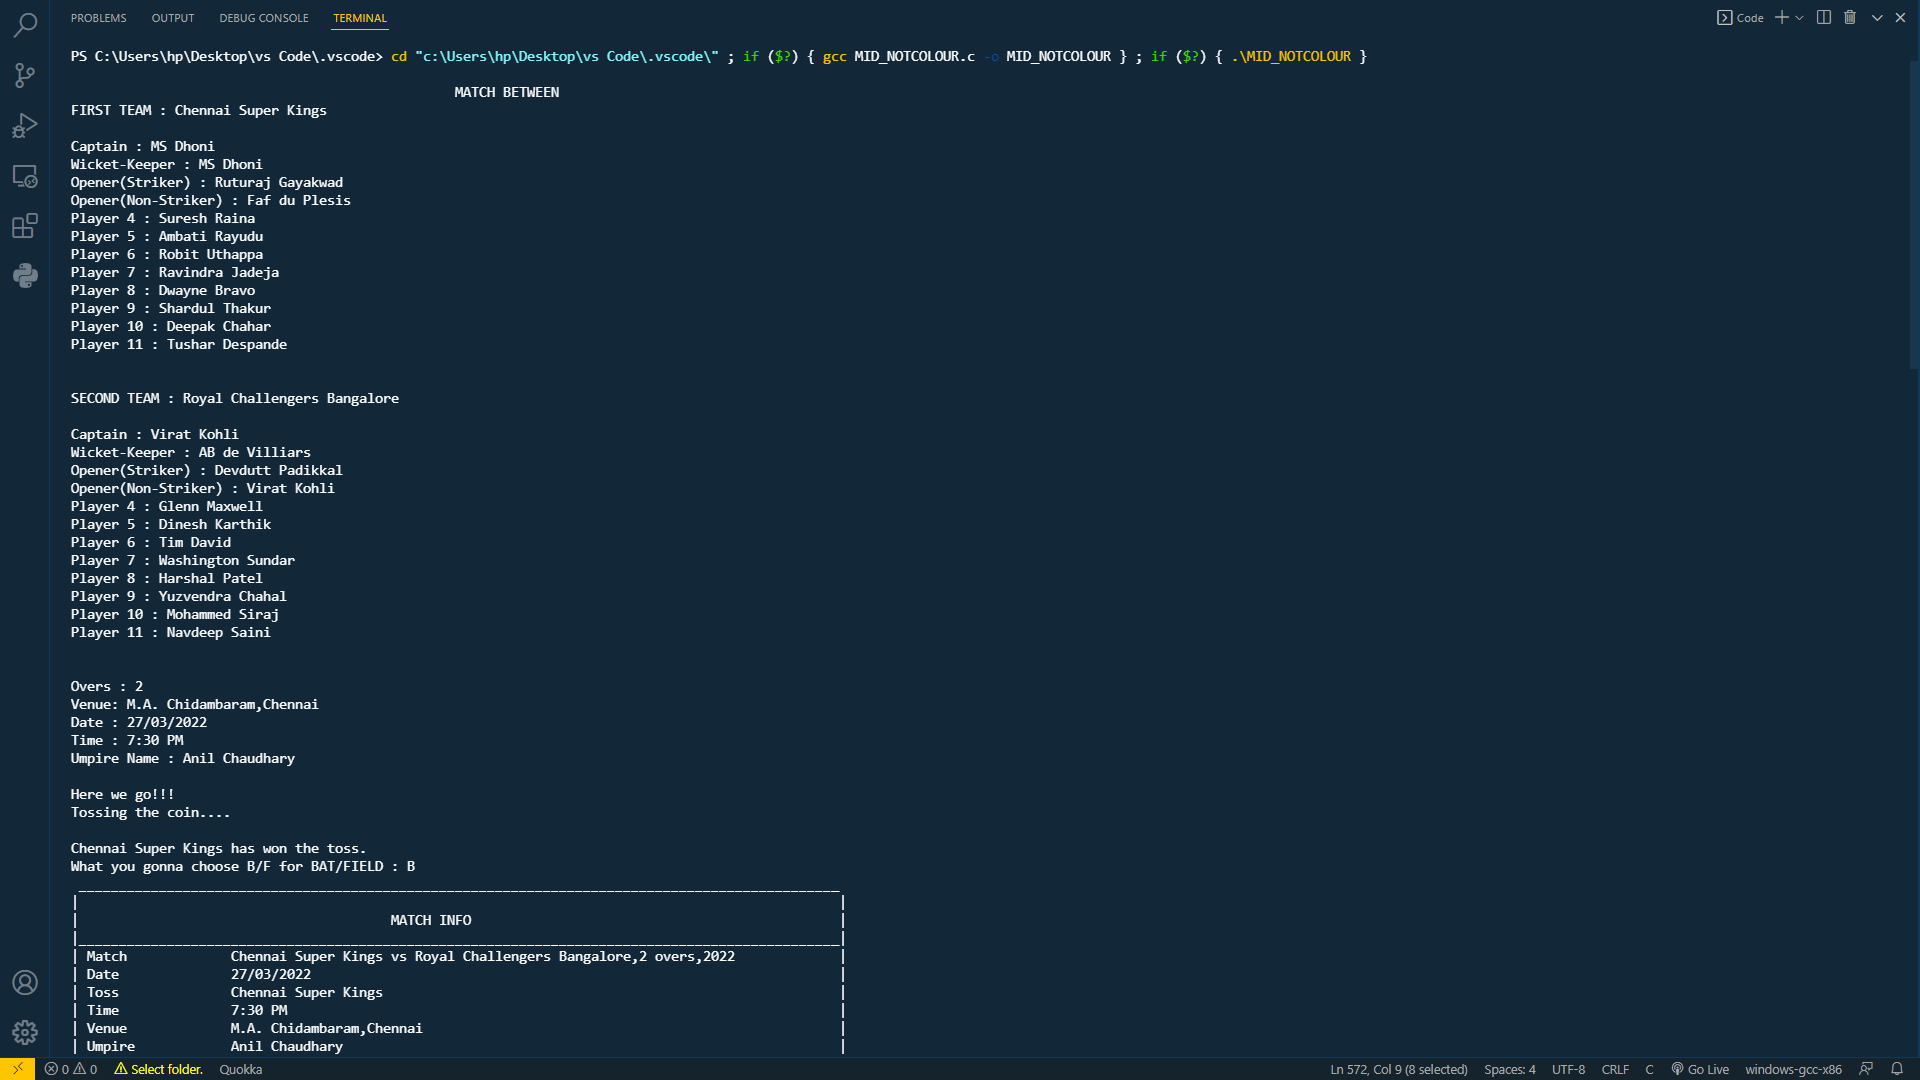 PROBLEMS OUTPUT DEBUG CONSOLE TERMINAL Code
PS C:\Users\hp\Desktop\vs Code\.vscode> cd "c:\Users\hp\Desktop\vs Code\.vscode\" ; if ($?) { gcc MID_NOTCOLOUR.c -o MID_NOTCOLOUR } ; if ($?) { .\MID_NOTCOLOUR }
MATCH BETWEEN
FIRST TEAM : Chennai Super Kings
Captain : MS Dhoni
Wicket-Keeper : MS Dhoni
Opener(Striker) : Ruturaj Gayakwad
Opener(Non-Striker) : Faf du Plesis
Player 4 : Suresh Raina
Player 5 : Ambati Rayudu
Player 6 : Robit Uthappa
Player 7 : Ravindra Jadeja
Player 8 : Dwayne Bravo
Player 9 : Shardul Thakur
Player 10 : Deepak Chahar
Player 11 : Tushar Despande
SECOND TEAM : Royal Challengers Bangalore
Captain : Virat Kohli
Wicket-Keeper : AB de Villiars
Opener(Striker) : Devdutt Padikkal
Opener(Non-Striker) : Virat Kohli
Player 4 : Glenn Maxwell
Player 5 : Dinesh Karthik
Player 6 : Tim David
Player 7 : Washington Sundar
Player 8 : Harshal Patel
Player 9 : Yuzvendra Chahal
Player 10 : Mohammed Siraj
Player 11 : Navdeep Saini
Overs : 2
Venue: M.A. Chidambaram,Chennai
Date : 27/03/2022
Time : 7:30 PM
Umpire Name : Anil Chaudhary
Here we go!!!
Tossing the coin....
Chennai Super Kings has won the toss.
What you gonna choose B/F for BAT/FIELD : B
MATCH INFO
| Match Chennai Super Kings vs Royal Challengers Bangalore,2 overs,2022 |
| Date 27/03/2022 |
| Toss Chennai Super Kings |
| Time 7:30 PM |
| Venue M.A. Chidambaram,Chennai |
| Umpire Anil Chaudhary |
0 0 Select folder. Quokka Ln 572, Col 9 (8 selected) Spaces: 4 UTF-8 CRLF C Go Live windows-gcc-x86